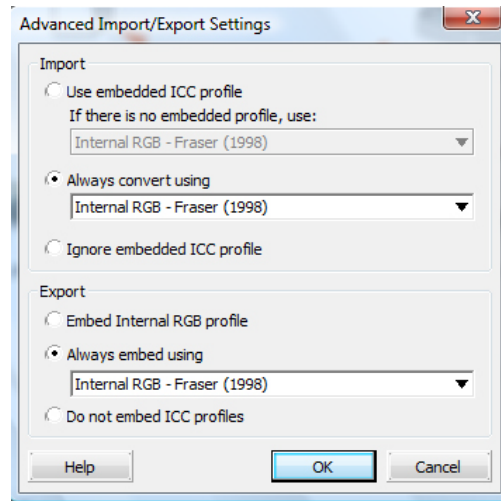 Advanced Import/Export Settings
Import
Use embedded ICC profile
If there is no embedded profile, use:
Internal RGB - Fraser (1998)
Always convert using
Internal RGB - Fraser (1998)
Ignore embedded ICC profile
Export
Embed Internal RGB profile
Always embed using
Internal RGB - Fraser (1998)
Do not embed ICC profiles
Help OK Cancel